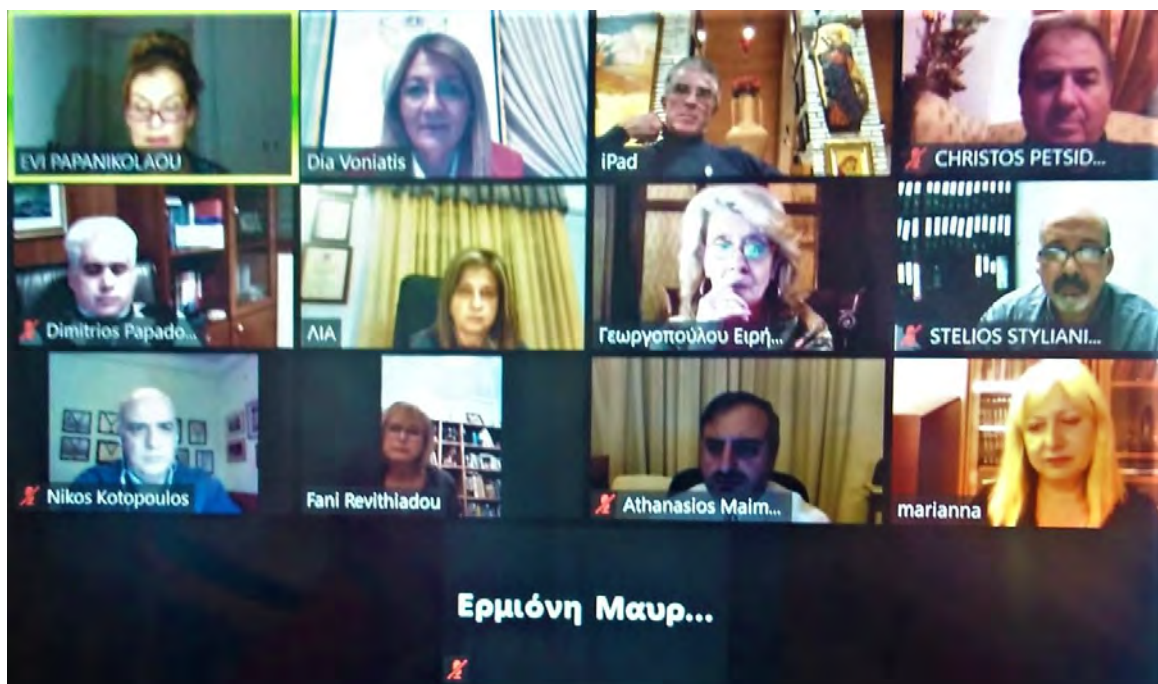 EVI PAPANIKOLAOU
Dia Voniatis
iPad
CHRISTOS PETSID...
Dimitrios Papado...
ΛΙΑ
Γεωργοπούλου Ειρή...
STELIOS STYLIANI...
Nikos Kotopoulos
Fani Revithiadou
Athanasios Maim...
marianna
Ερμιόνη Μαυρ...